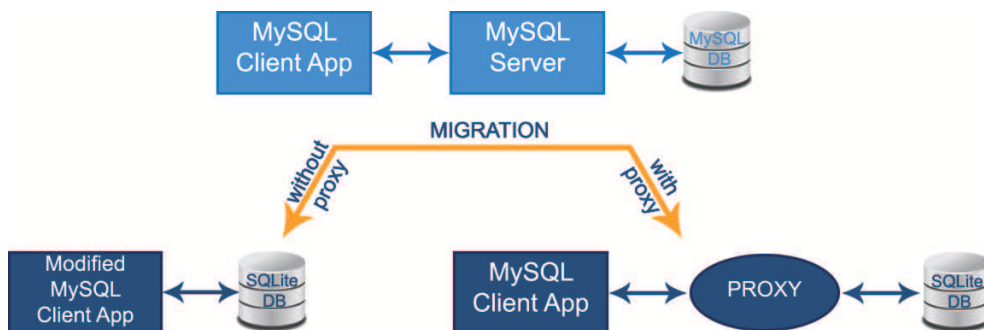 MySQL
Client App
MySQL
Server
MySQL
DB
MIGRATION
without
proxy
with
proxy
Modified
MySQL
Client App
SQLite
DB
MySQL
Client App
PROXY
SQLite
DB